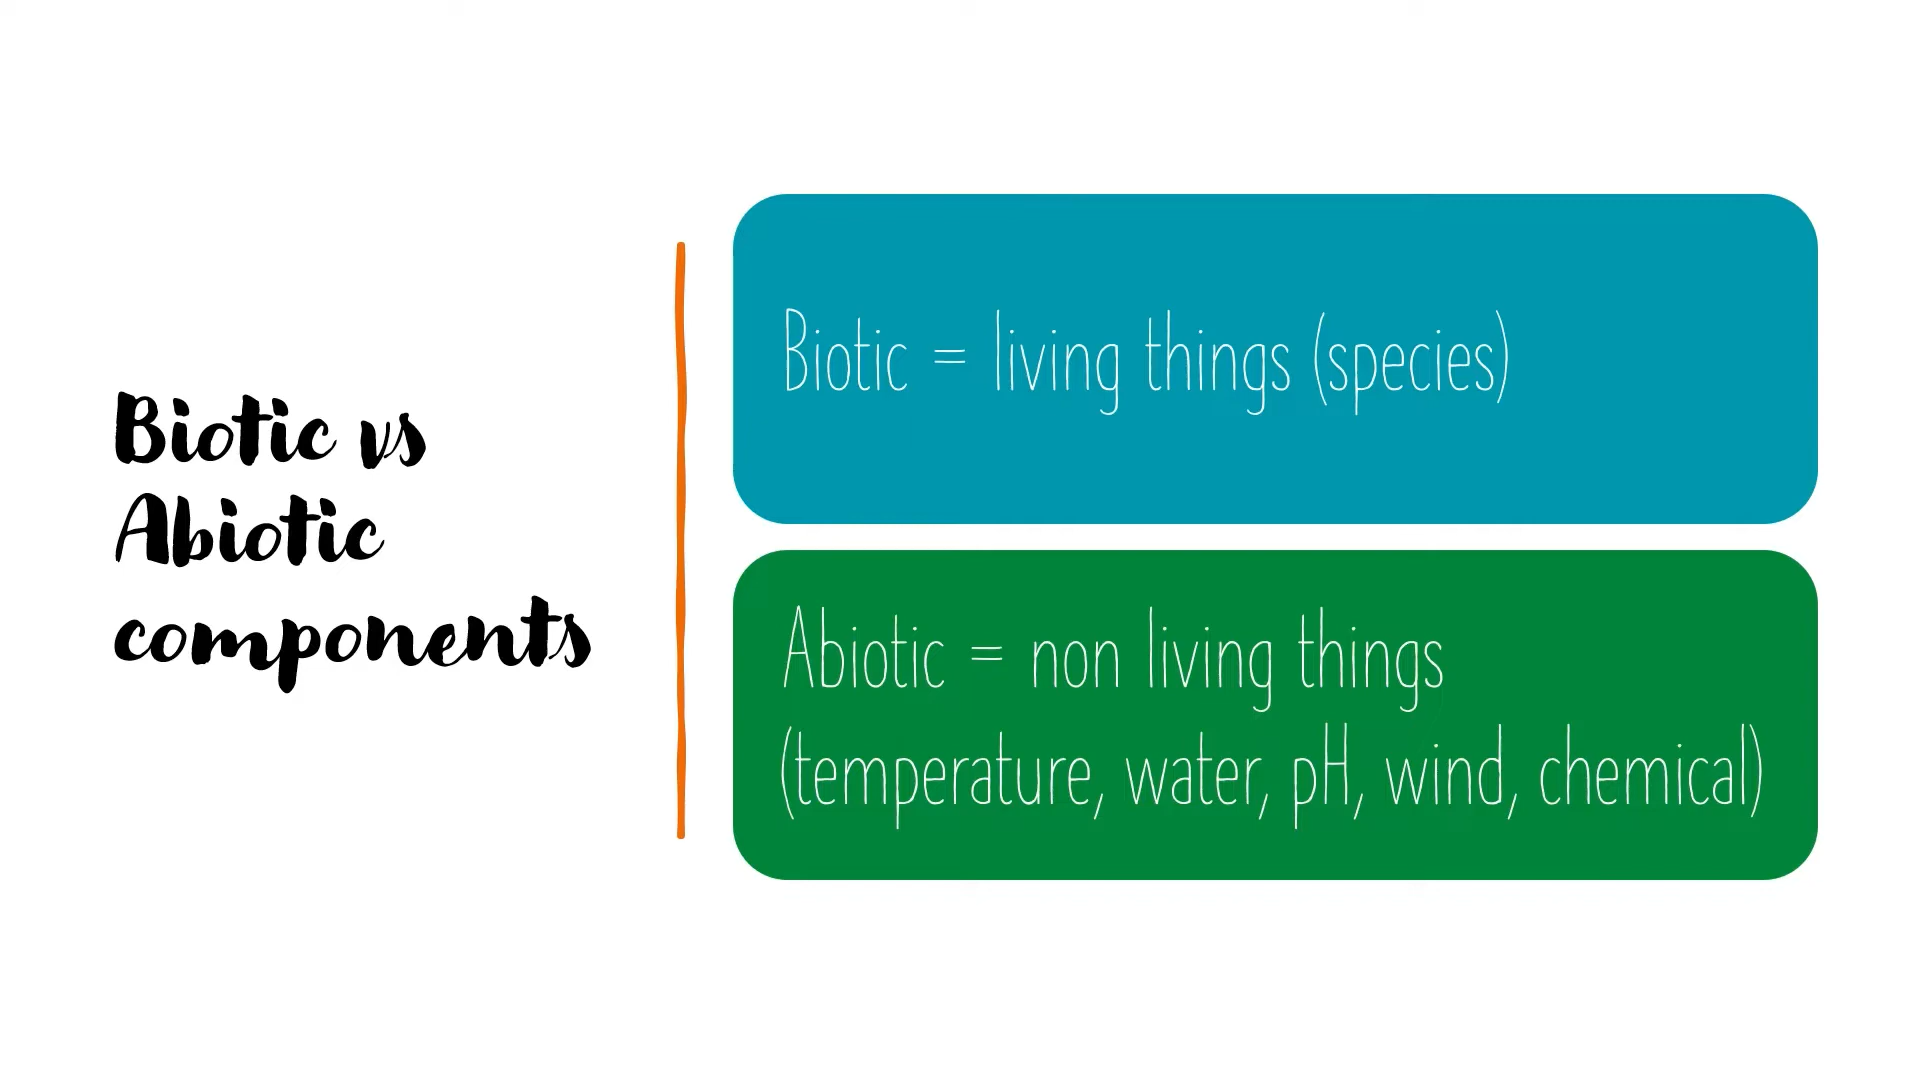 Biotic vs
Abiotic
components
Biotic = living things (species)
Abiotic = non living things
(temperature, water, pH, wind, chemical)